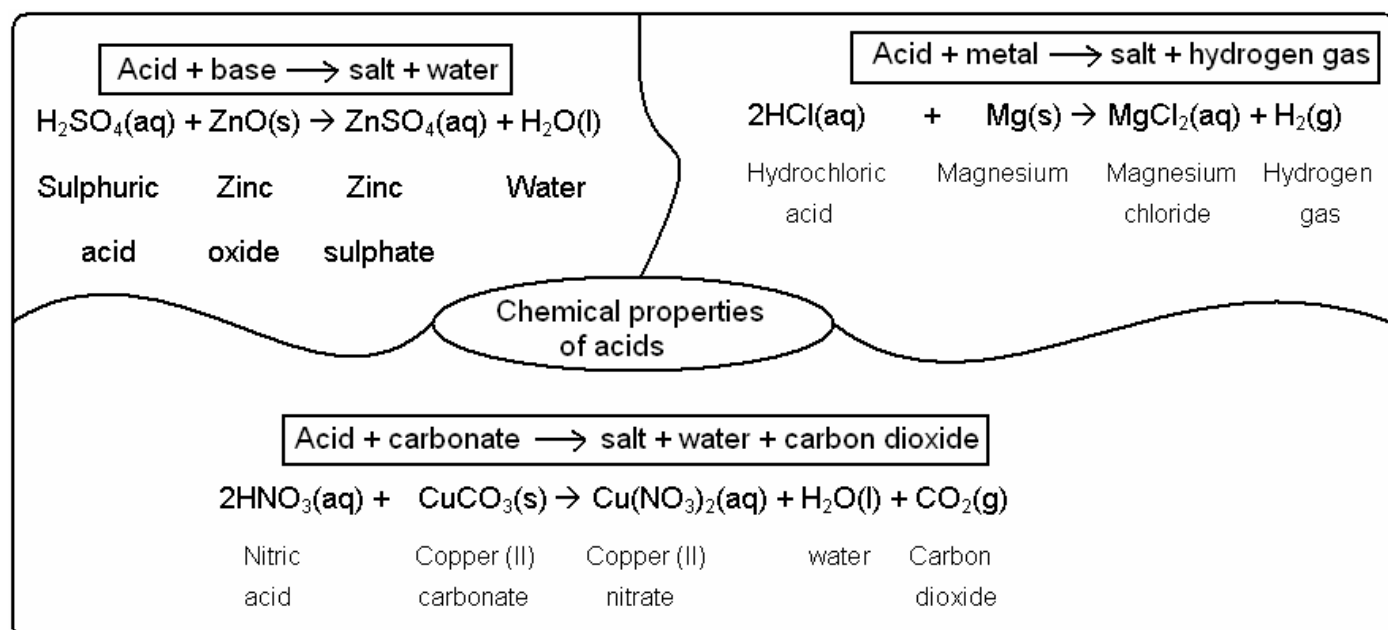 Acid + base ⟶ salt + water
H₂SO₄(aq) + ZnO(s) → ZnSO₄(aq) + H₂O(l)
Sulphuric Zinc Zinc Water
acid oxide sulphate
Acid + metal ⟶ salt + hydrogen gas
2HCl(aq) + Mg(s) → MgCl₂(aq) + H₂(g)
Hydrochloric Magnesium Magnesium Hydrogen
acid chloride gas
Chemical properties
of acids
Acid + carbonate ⟶ salt + water + carbon dioxide
2HNO₃(aq) + CuCO₃(s) → Cu(NO₃)₂(aq) + H₂O(l) + CO₂(g)
Nitric Copper (II) Copper (II) water Carbon
acid carbonate nitrate dioxide